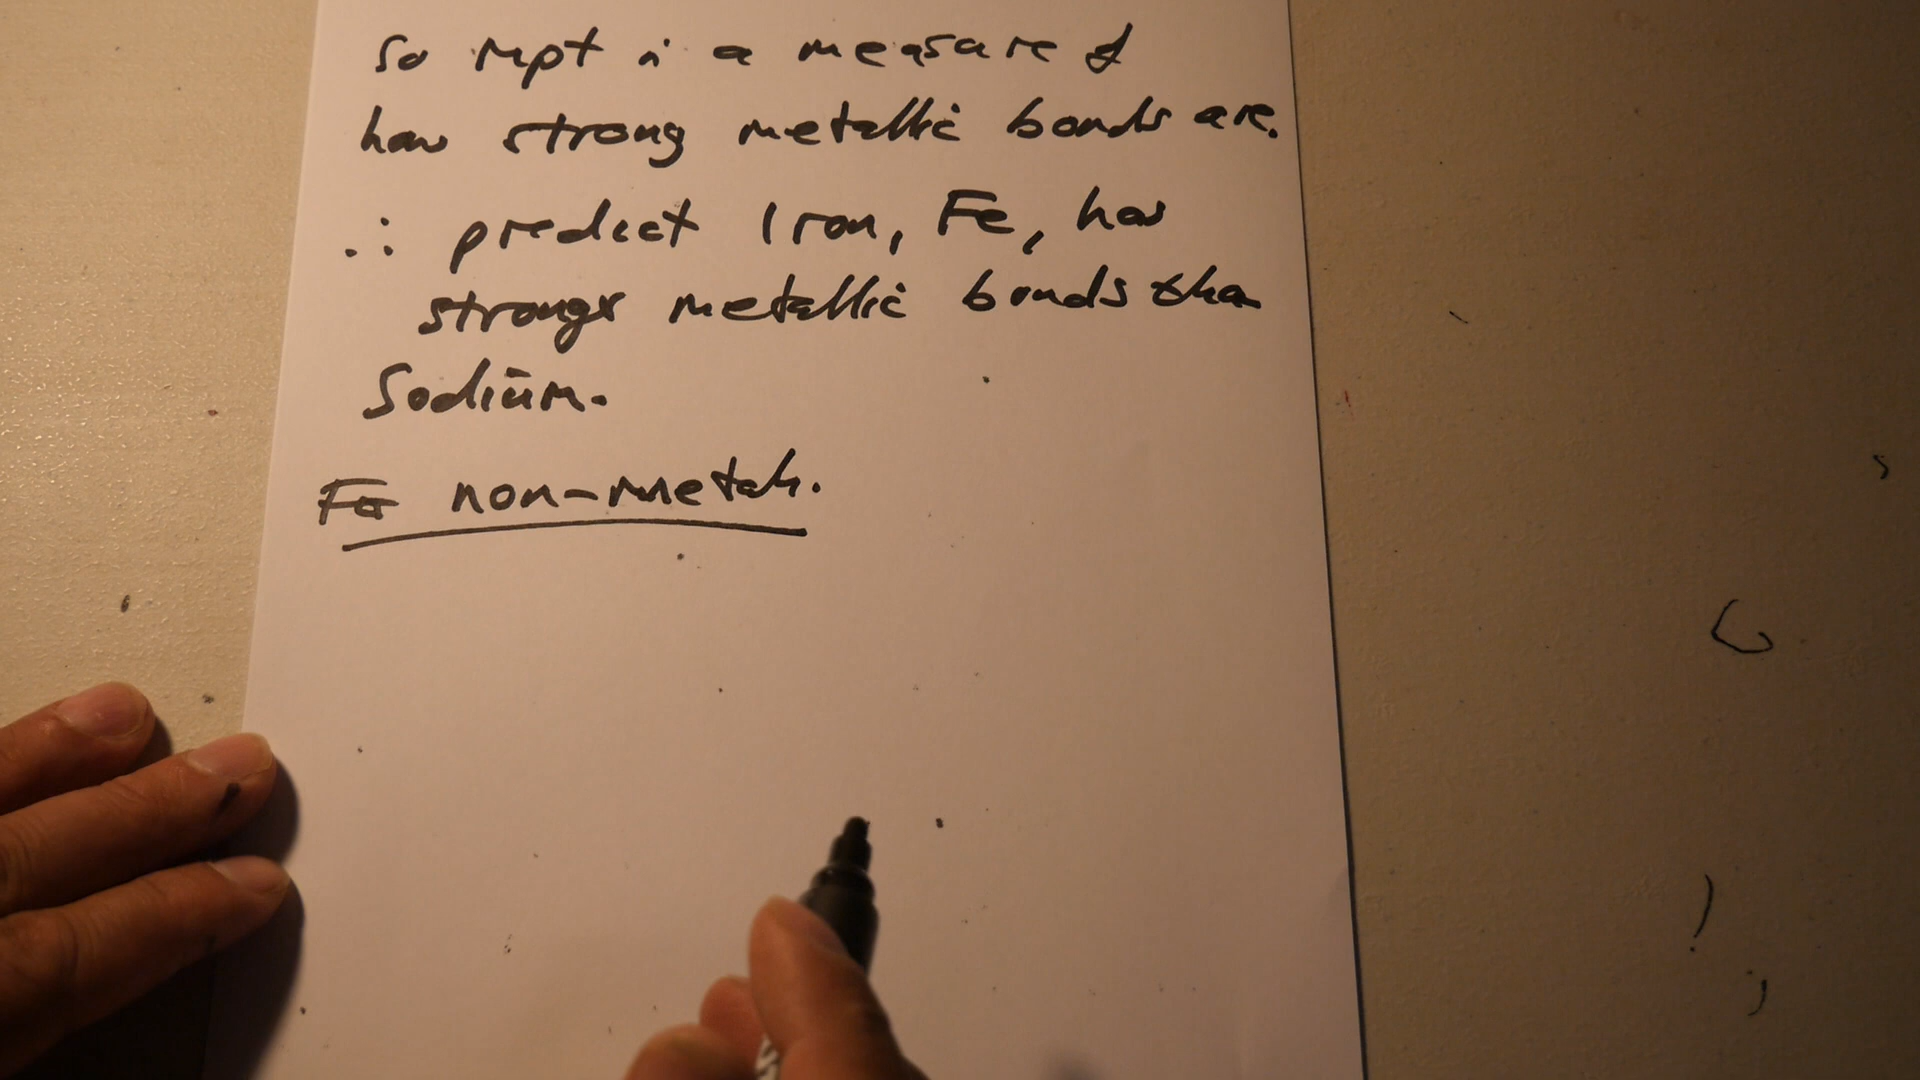 So mpt is a measure of
how strong metallic bonds are.
∴ predict Iron, Fe, has
stronger metallic bonds than
Sodium.
For non-metals.